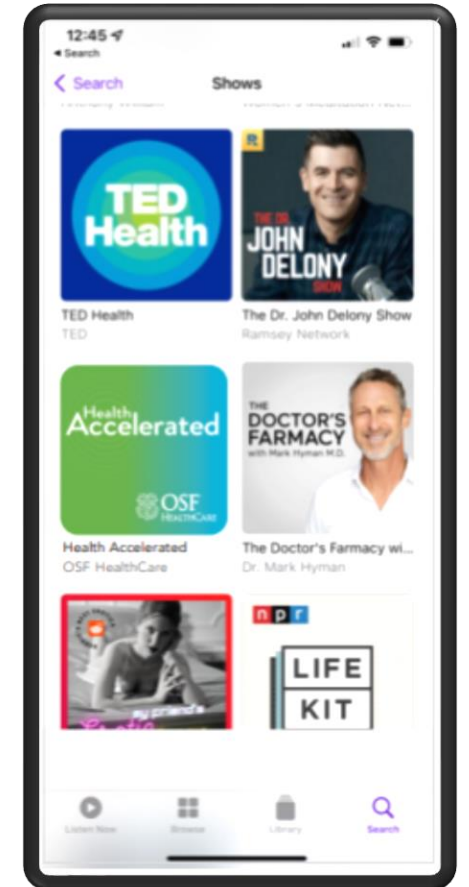 12:45
◂ Search
Search
Shows
TED
Health
R
THE DR.
JOHN
DELONY
SHOW
TED Health
TED
The Dr. John Delony Show
Ramsey Network
Health
Accelerated
OSF
HEALTHCARE
THE
DOCTOR'S
FARMACY
with Mark Hyman M.D.
Health Accelerated
OSF HealthCare
The Doctor's Farmacy wi...
Dr. Mark Hyman
npr
LIFE
KIT
Listen Now
Browse
Library
Search